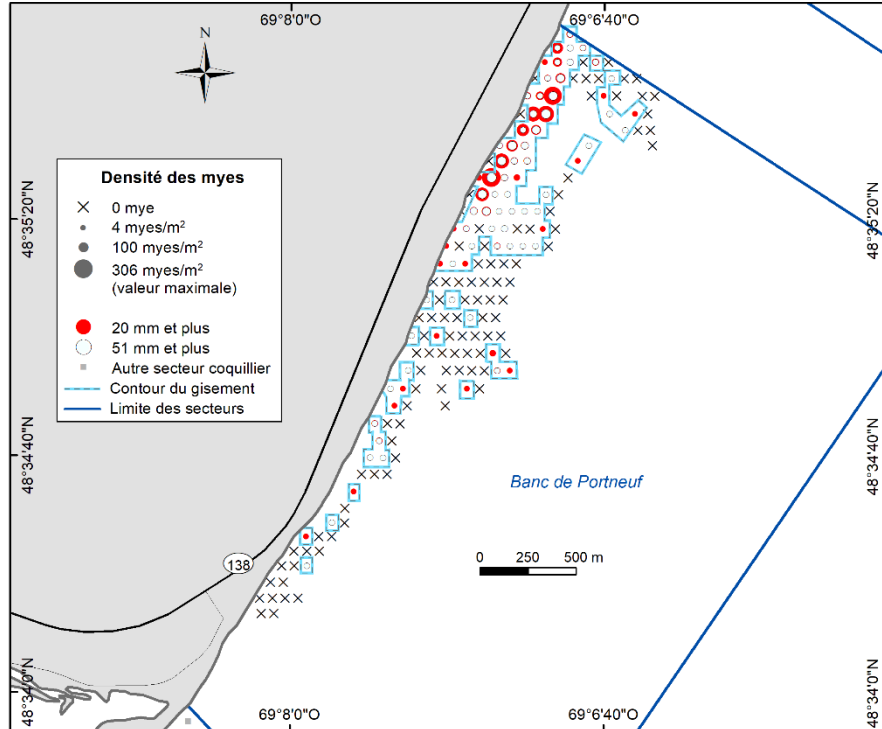 69°8'0"O
69°6'40"O
N
48°35'20"N
48°35'20"N
Densité des myes
0 mye
4 myes/m²
100 myes/m²
306 myes/m²
(valeur maximale)
20 mm et plus
51 mm et plus
Autre secteur coquillier
Contour du gisement
Limite des secteurs
48°34'40"N
48°34'40"N
Banc de Portneuf
0 250 500 m
138
48°34'0"N
48°34'0"N
69°8'0"O
69°6'40"O